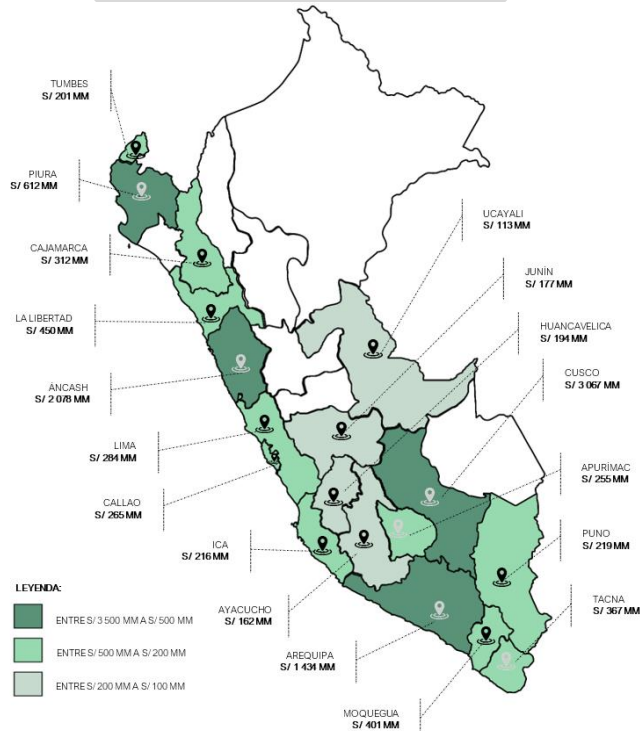 TUMBES
S/ 201 MM
PIURA
S/ 612 MM
CAJAMARCA
S/ 312 MM
LA LIBERTAD
S/ 450 MM
ÁNCASH
S/ 2 078 MM
LIMA
S/ 284 MM
CALLAO
S/ 265 MM
ICA
S/ 216 MM
AYACUCHO
S/ 162 MM
AREQUIPA
S/ 1 434 MM
MOQUEGUA
S/ 401 MM
UCAYALI
S/ 113 MM
JUNÍN
S/ 177 MM
HUANCAVELICA
S/ 194 MM
CUSCO
S/ 3 067 MM
APURÍMAC
S/ 255 MM
PUNO
S/ 219 MM
TACNA
S/ 367 MM
LEYENDA:
ENTRE S/ 3 500 MM A S/ 500 MM
ENTRE S/ 500 MM A S/ 200 MM
ENTRE S/ 200 MM A S/ 100 MM